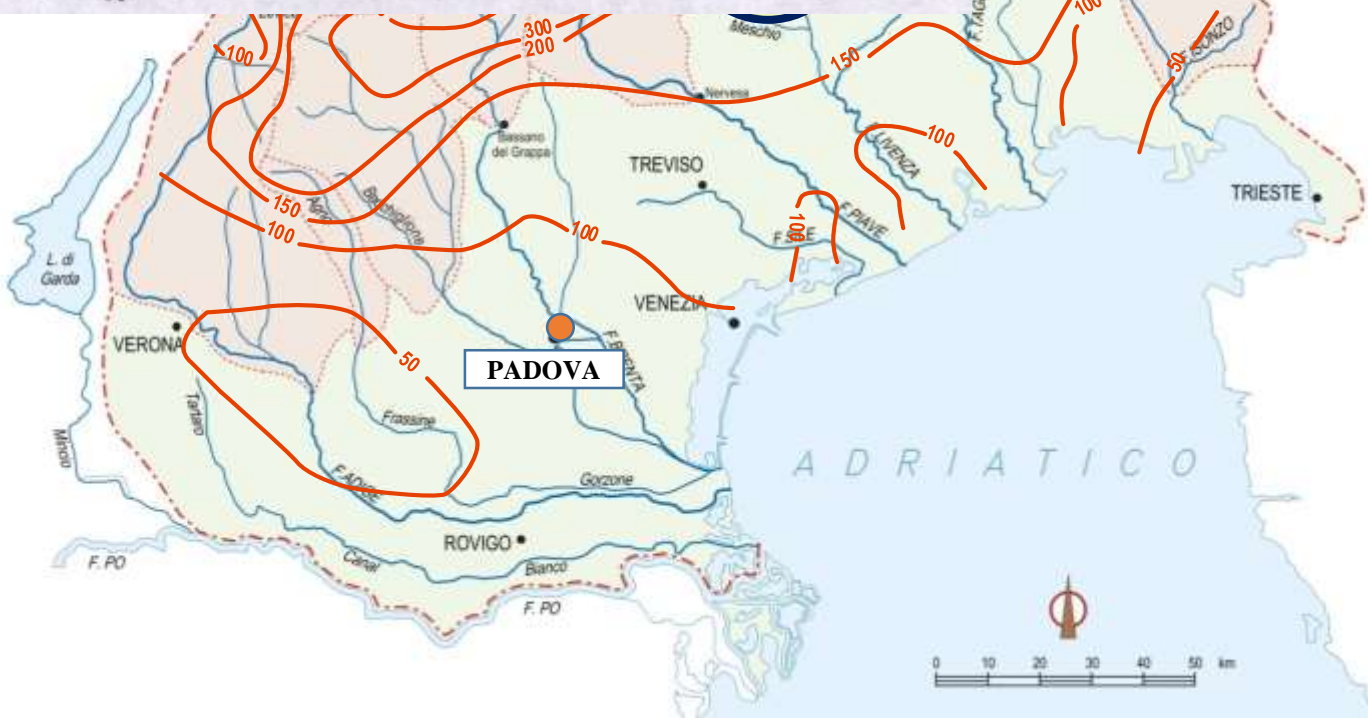 300
200
100
Meschio
100
ISONZO
50
150
Nervesa
Bassano
del Grappa
100
LIVENZA
TREVISO
TRIESTE
150
100
Bacchiglione
100
100
F. PIAVE
L. di
Garda
VENEZIA
VERONA
50
F. BRENTA
PADOVA
Tartaro
Frassine
Mincio
ADRIATICO
F. ADIGE
Gorzone
ROVIGO
F. PO
Canal
Bianco
F. PO
0 10 20 30 40 50 km